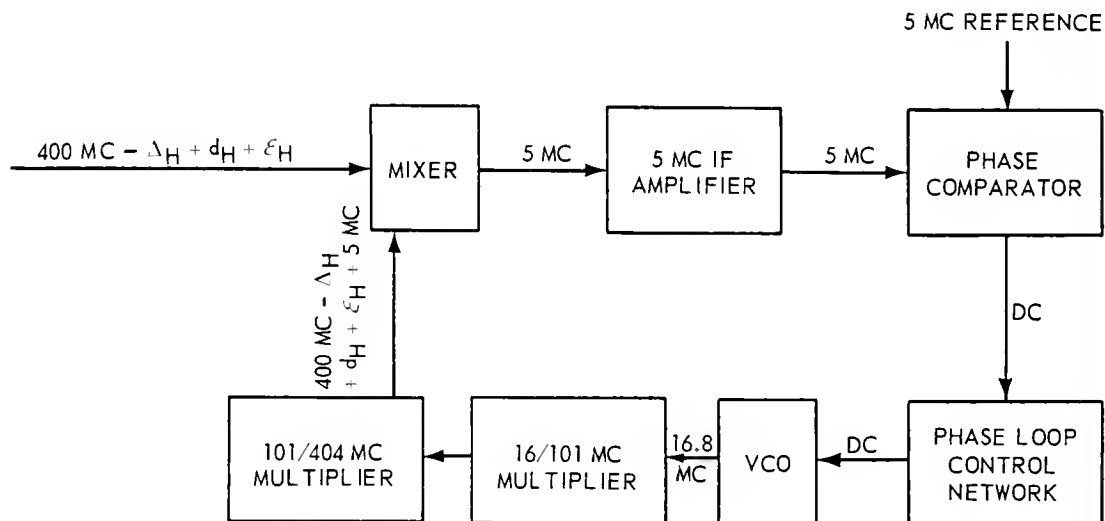 5 MC REFERENCE
400 MC – Δ_H + d_H + ε_H
MIXER
5 MC
5 MC IF
AMPLIFIER
5 MC
PHASE
COMPARATOR
400 MC – Δ_H
+ d_H + ε_H + 5 MC
DC
101/404 MC
MULTIPLIER
16/101 MC
MULTIPLIER
16.8
MC
VCO
DC
PHASE LOOP
CONTROL
NETWORK